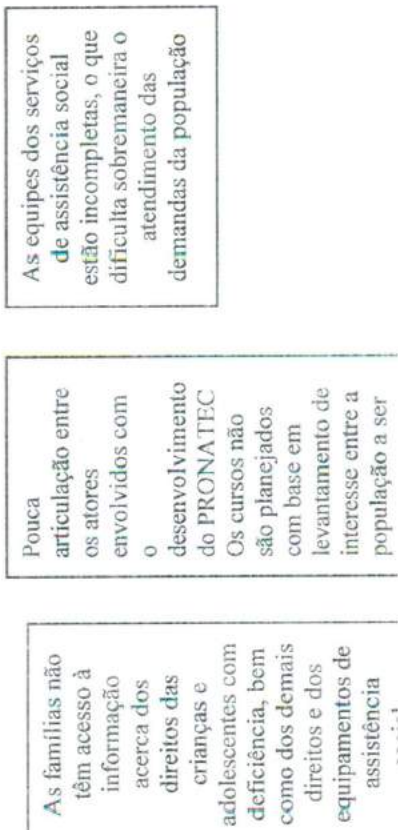 As equipes dos serviços
de assistência social
estão incompletas, o que
dificulta sobremaneira o
atendimento das
demandas da população
Pouca
articulação entre
os atores
envolvidos com
o
desenvolvimento
do PRONATEC
Os cursos não
são planejados
com base em
levantamento de
interesse entre a
população a ser
As famílias não
têm acesso à
informação
acerca dos
direitos das
crianças e
adolescentes com
deficiência, bem
como dos demais
direitos e dos
equipamentos de
assistência